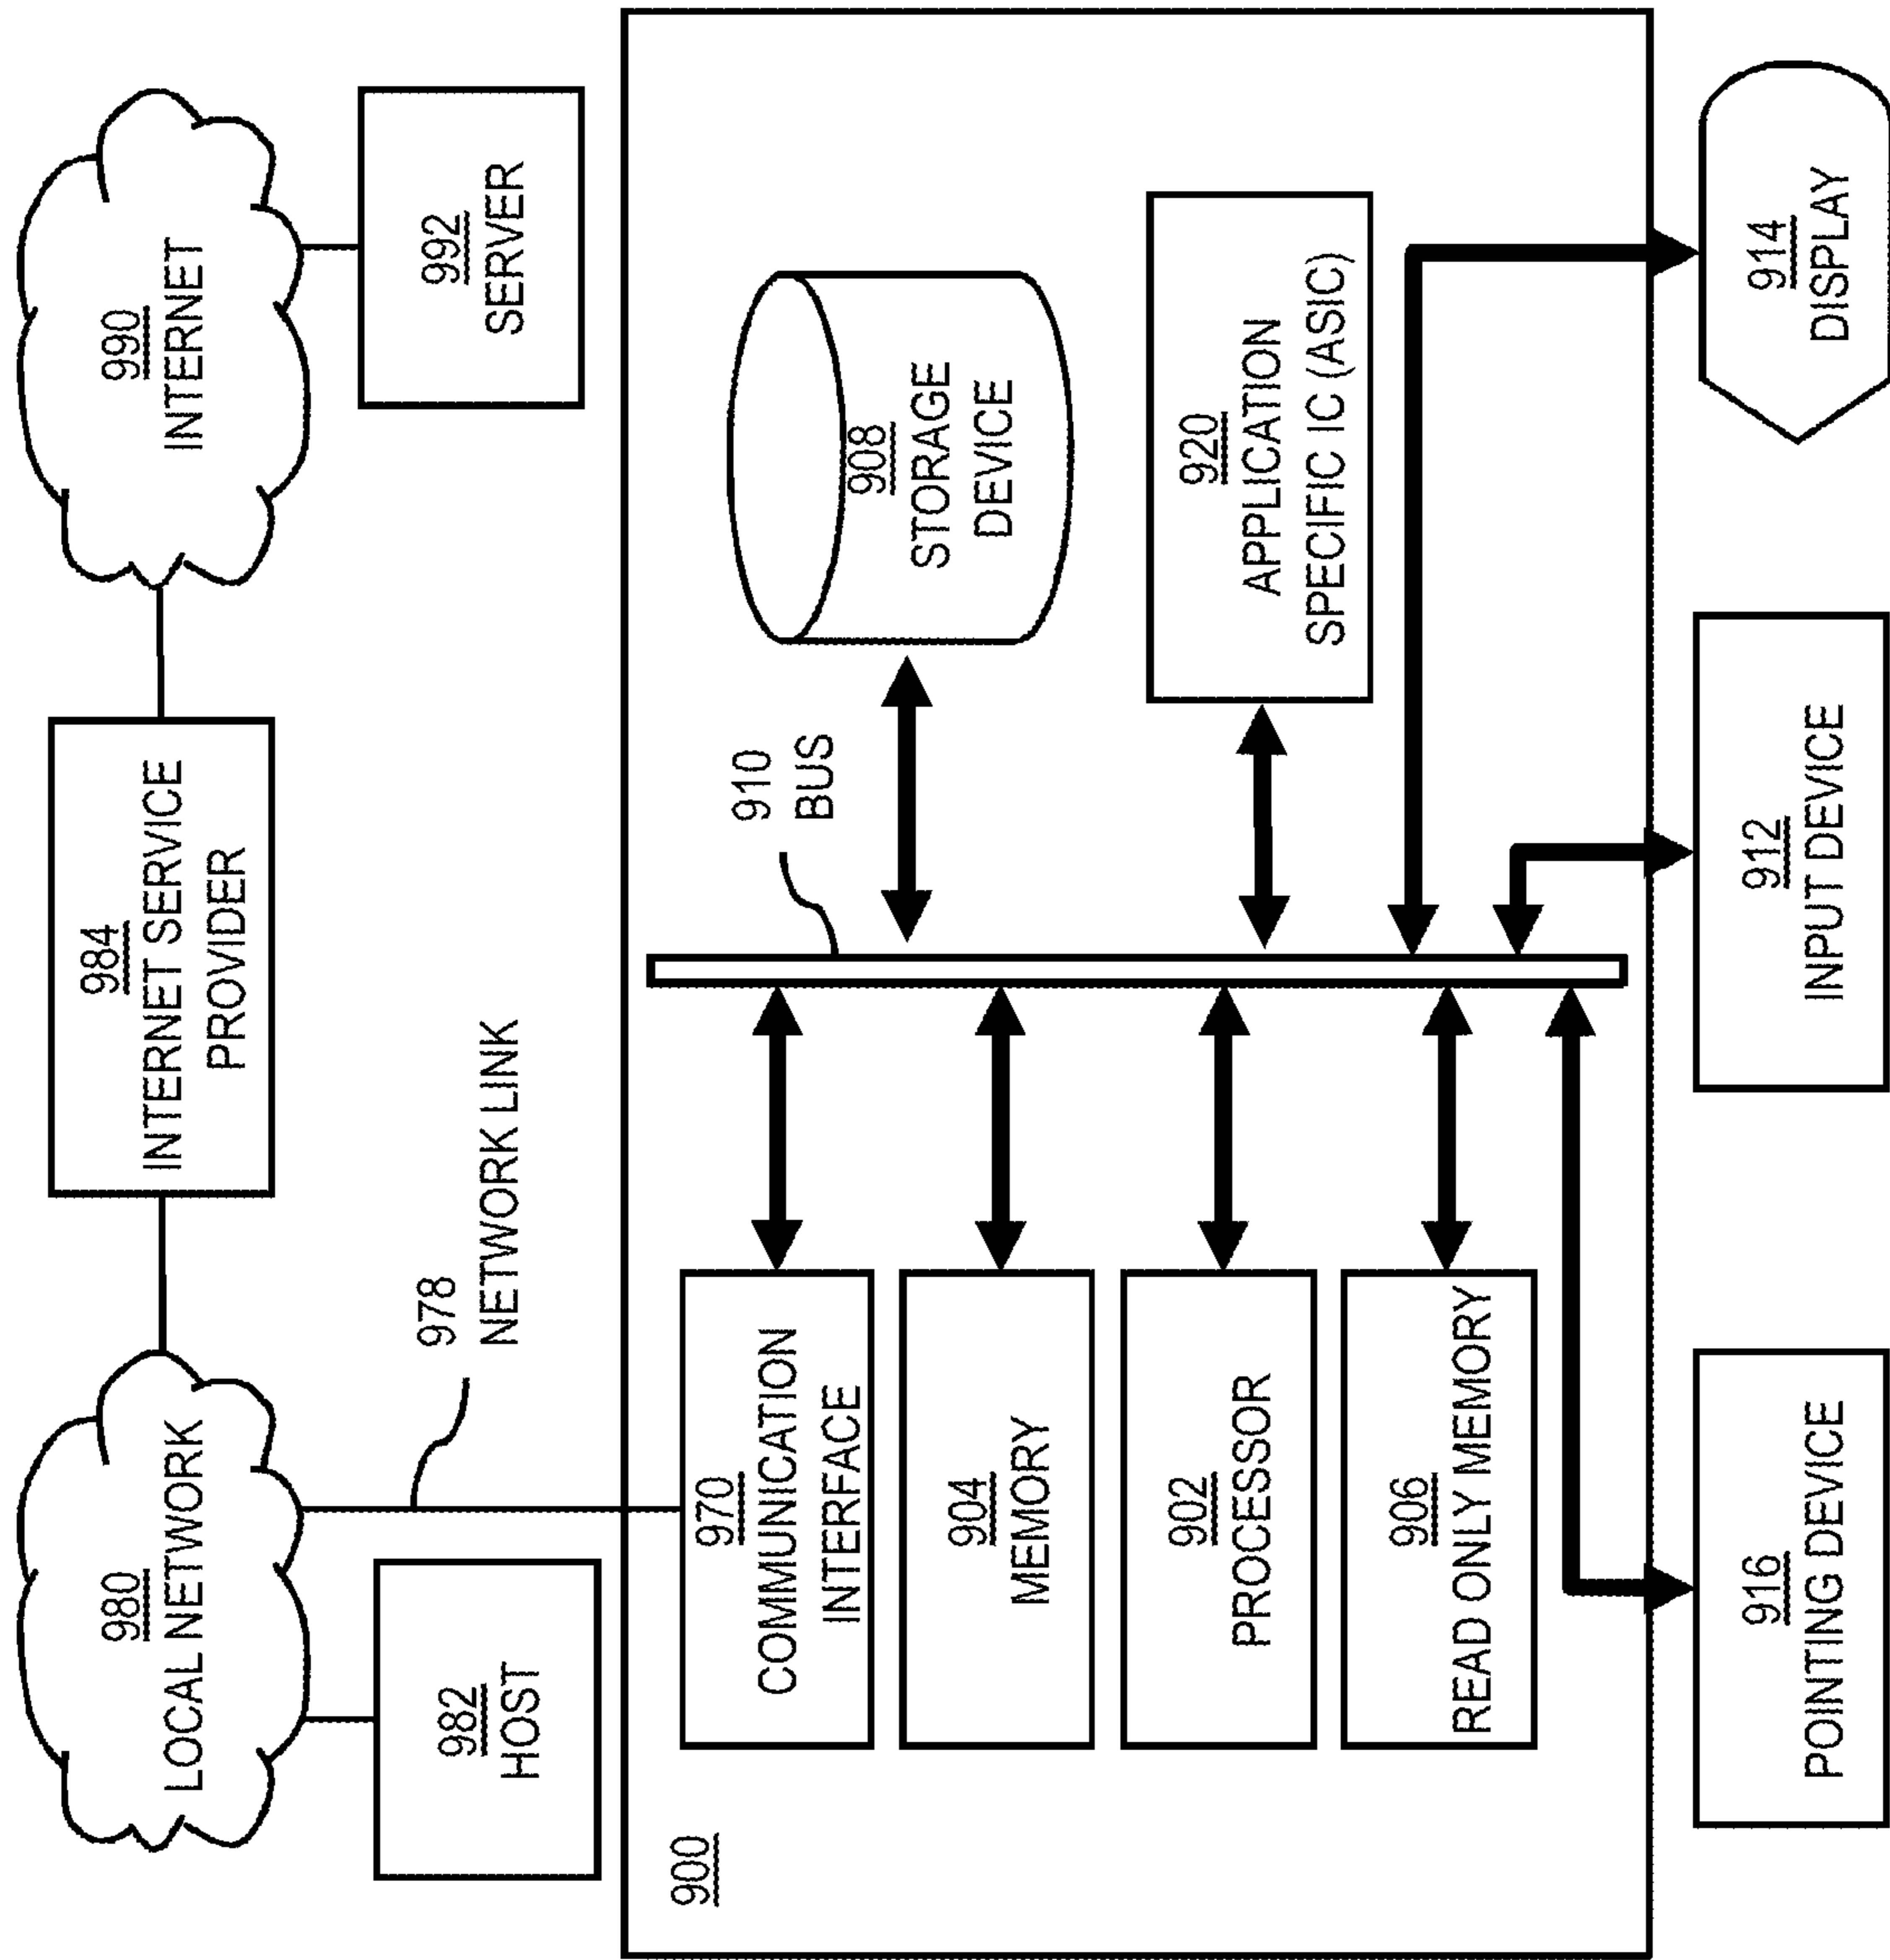 980
LOCAL NETWORK
984
INTERNET SERVICE
PROVIDER
990
INTERNET
978
NETWORK LINK
982
HOST
992
SERVER
900
970
COMMUNICATION
INTERFACE
910
BUS
908
STORAGE
DEVICE
904
MEMORY
902
PROCESSOR
920
APPLICATION
SPECIFIC IC (ASIC)
906
READ ONLY MEMORY
916
POINTING DEVICE
912
INPUT DEVICE
914
DISPLAY